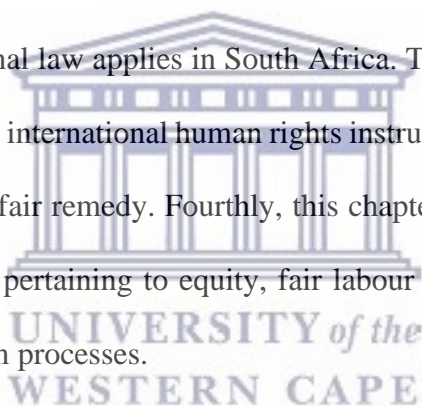 nal law applies in South Africa. T
international human rights instru
fair remedy. Fourthly, this chapte
pertaining to equity, fair labour
UNIVERSITY of the
n processes.
WESTERN CAPE